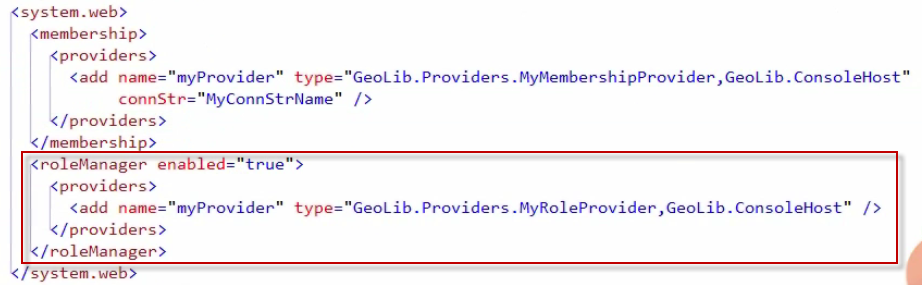 <system.web>
<membership>
<providers>
<add name="myProvider" type="GeoLib.Providers.MyMembershipProvider,GeoLib.ConsoleHost"
connStr="MyConnStrName" />
</providers>
</membership>
<roleManager enabled="true">
<providers>
<add name="myProvider" type="GeoLib.Providers.MyRoleProvider,GeoLib.ConsoleHost" />
</providers>
</roleManager>
</system.web>